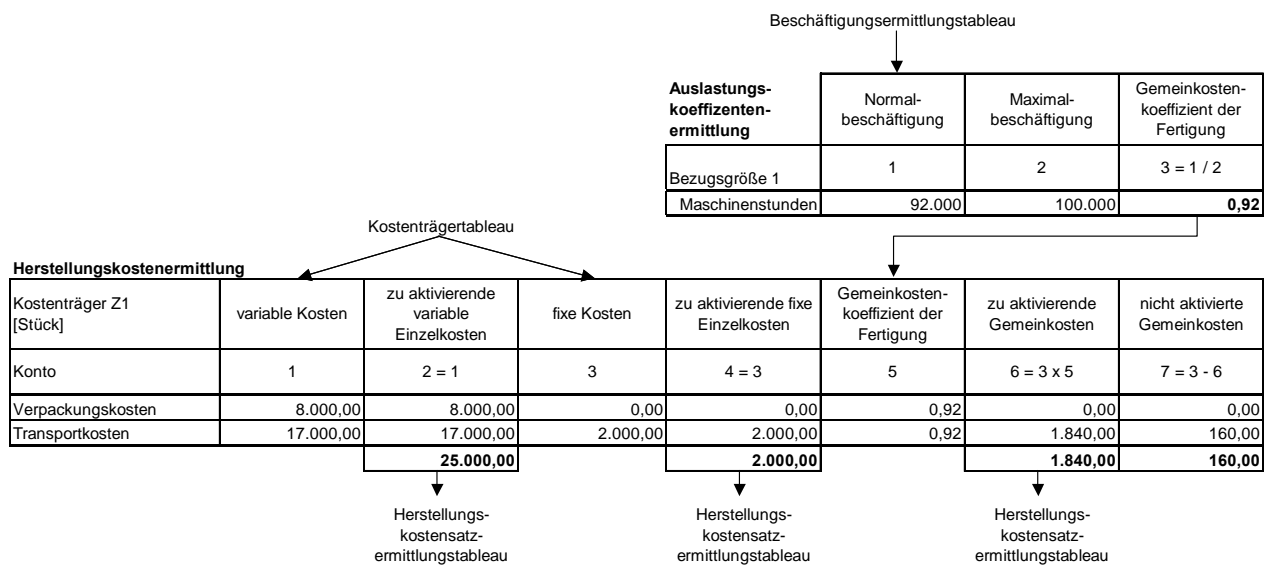 Beschäftigungsermittlungstableau
Auslastungs-
koeffizenten-
ermittlung
Normal-
beschäftigung
Maximal-
beschäftigung
Gemeinkosten-
koeffizient der
Fertigung
Bezugsgröße 1
1
2
3 = 1 / 2
Maschinenstunden
92.000
100.000
0,92
Kostenträgertableau
Herstellungskostenermittlung
Kostenträger Z1
[Stück]
variable Kosten
zu aktivierende
variable
Einzelkosten
fixe Kosten
zu aktivierende fixe
Einzelkosten
Gemeinkosten-
koeffizient der
Fertigung
zu aktivierende
Gemeinkosten
nicht aktivierte
Gemeinkosten
Konto
1
2 = 1
3
4 = 3
5
6 = 3 x 5
7 = 3 - 6
Verpackungskosten
8.000,00
8.000,00
0,00
0,00
0,92
0,00
0,00
Transportkosten
17.000,00
17.000,00
2.000,00
2.000,00
0,92
1.840,00
160,00
25.000,00
2.000,00
1.840,00
160,00
Herstellungs-
kostensatz-
ermittlungstableau
Herstellungs-
kostensatz-
ermittlungstableau
Herstellungs-
kostensatz-
ermittlungstableau